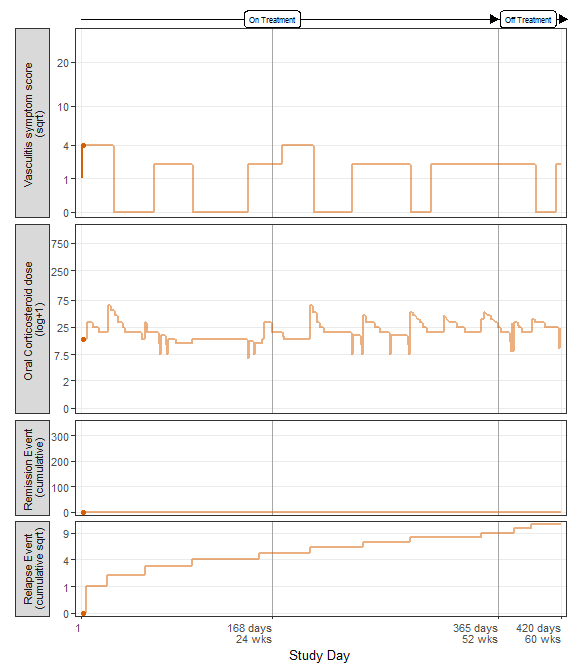 On Treatment
Off Treatment
Vasculitis symptom score
(sqrt)
20
10
4
1
0
Oral Corticosteroid dose
(log+1)
750
250
75
25
7.5
2
0
Remission Event
(cumulative)
300
200
100
0
Relapse Event
(cumulative sqrt)
9
4
1
0
1
168 days
24 wks
365 days
52 wks
420 days
60 wks
Study Day